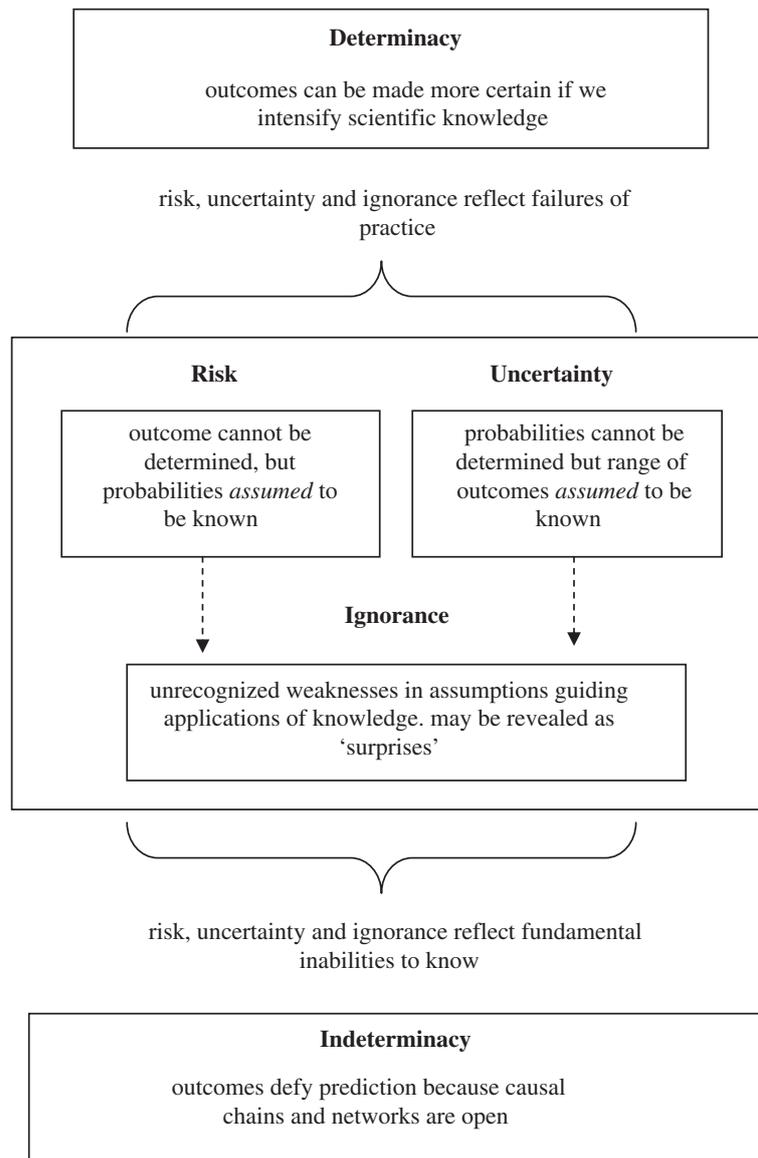 Determinacy
outcomes can be made more certain if we
intensify scientific knowledge
risk, uncertainty and ignorance reflect failures of
practice
Risk
outcome cannot be
determined, but
probabilities assumed to
be known
Uncertainty
probabilities cannot be
determined but range of
outcomes assumed to be
known
Ignorance
unrecognized weaknesses in assumptions guiding
applications of knowledge. may be revealed as
‘surprises’
risk, uncertainty and ignorance reflect fundamental
inabilities to know
Indeterminacy
outcomes defy prediction because causal
chains and networks are open